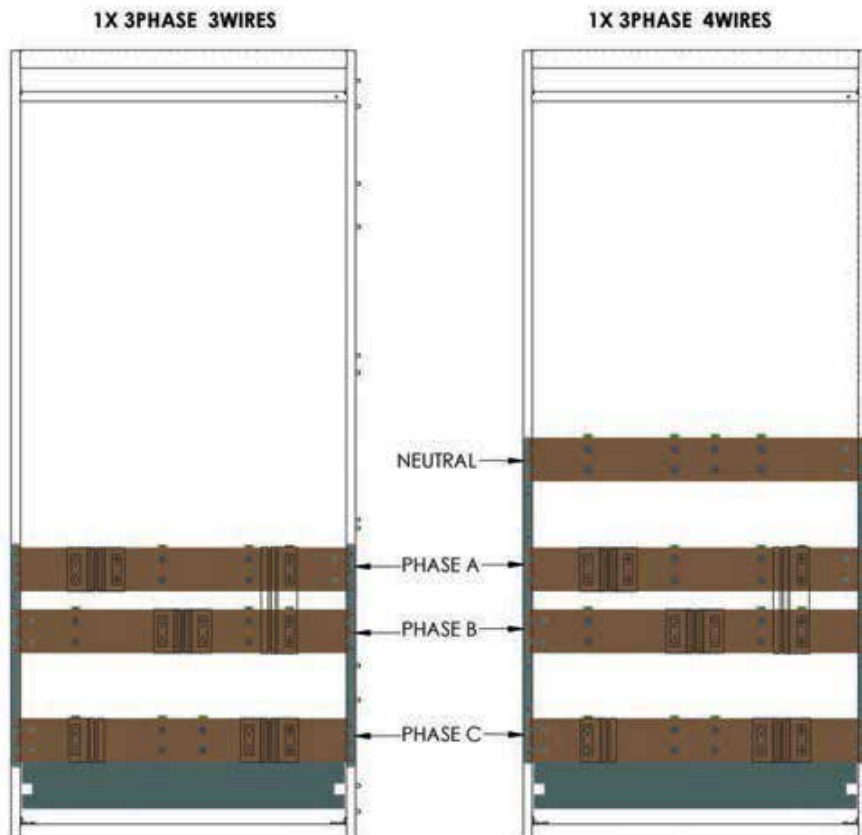 1X 3PHASE 3WIRES
1X 3PHASE 4WIRES
NEUTRAL
PHASE A
PHASE B
PHASE C